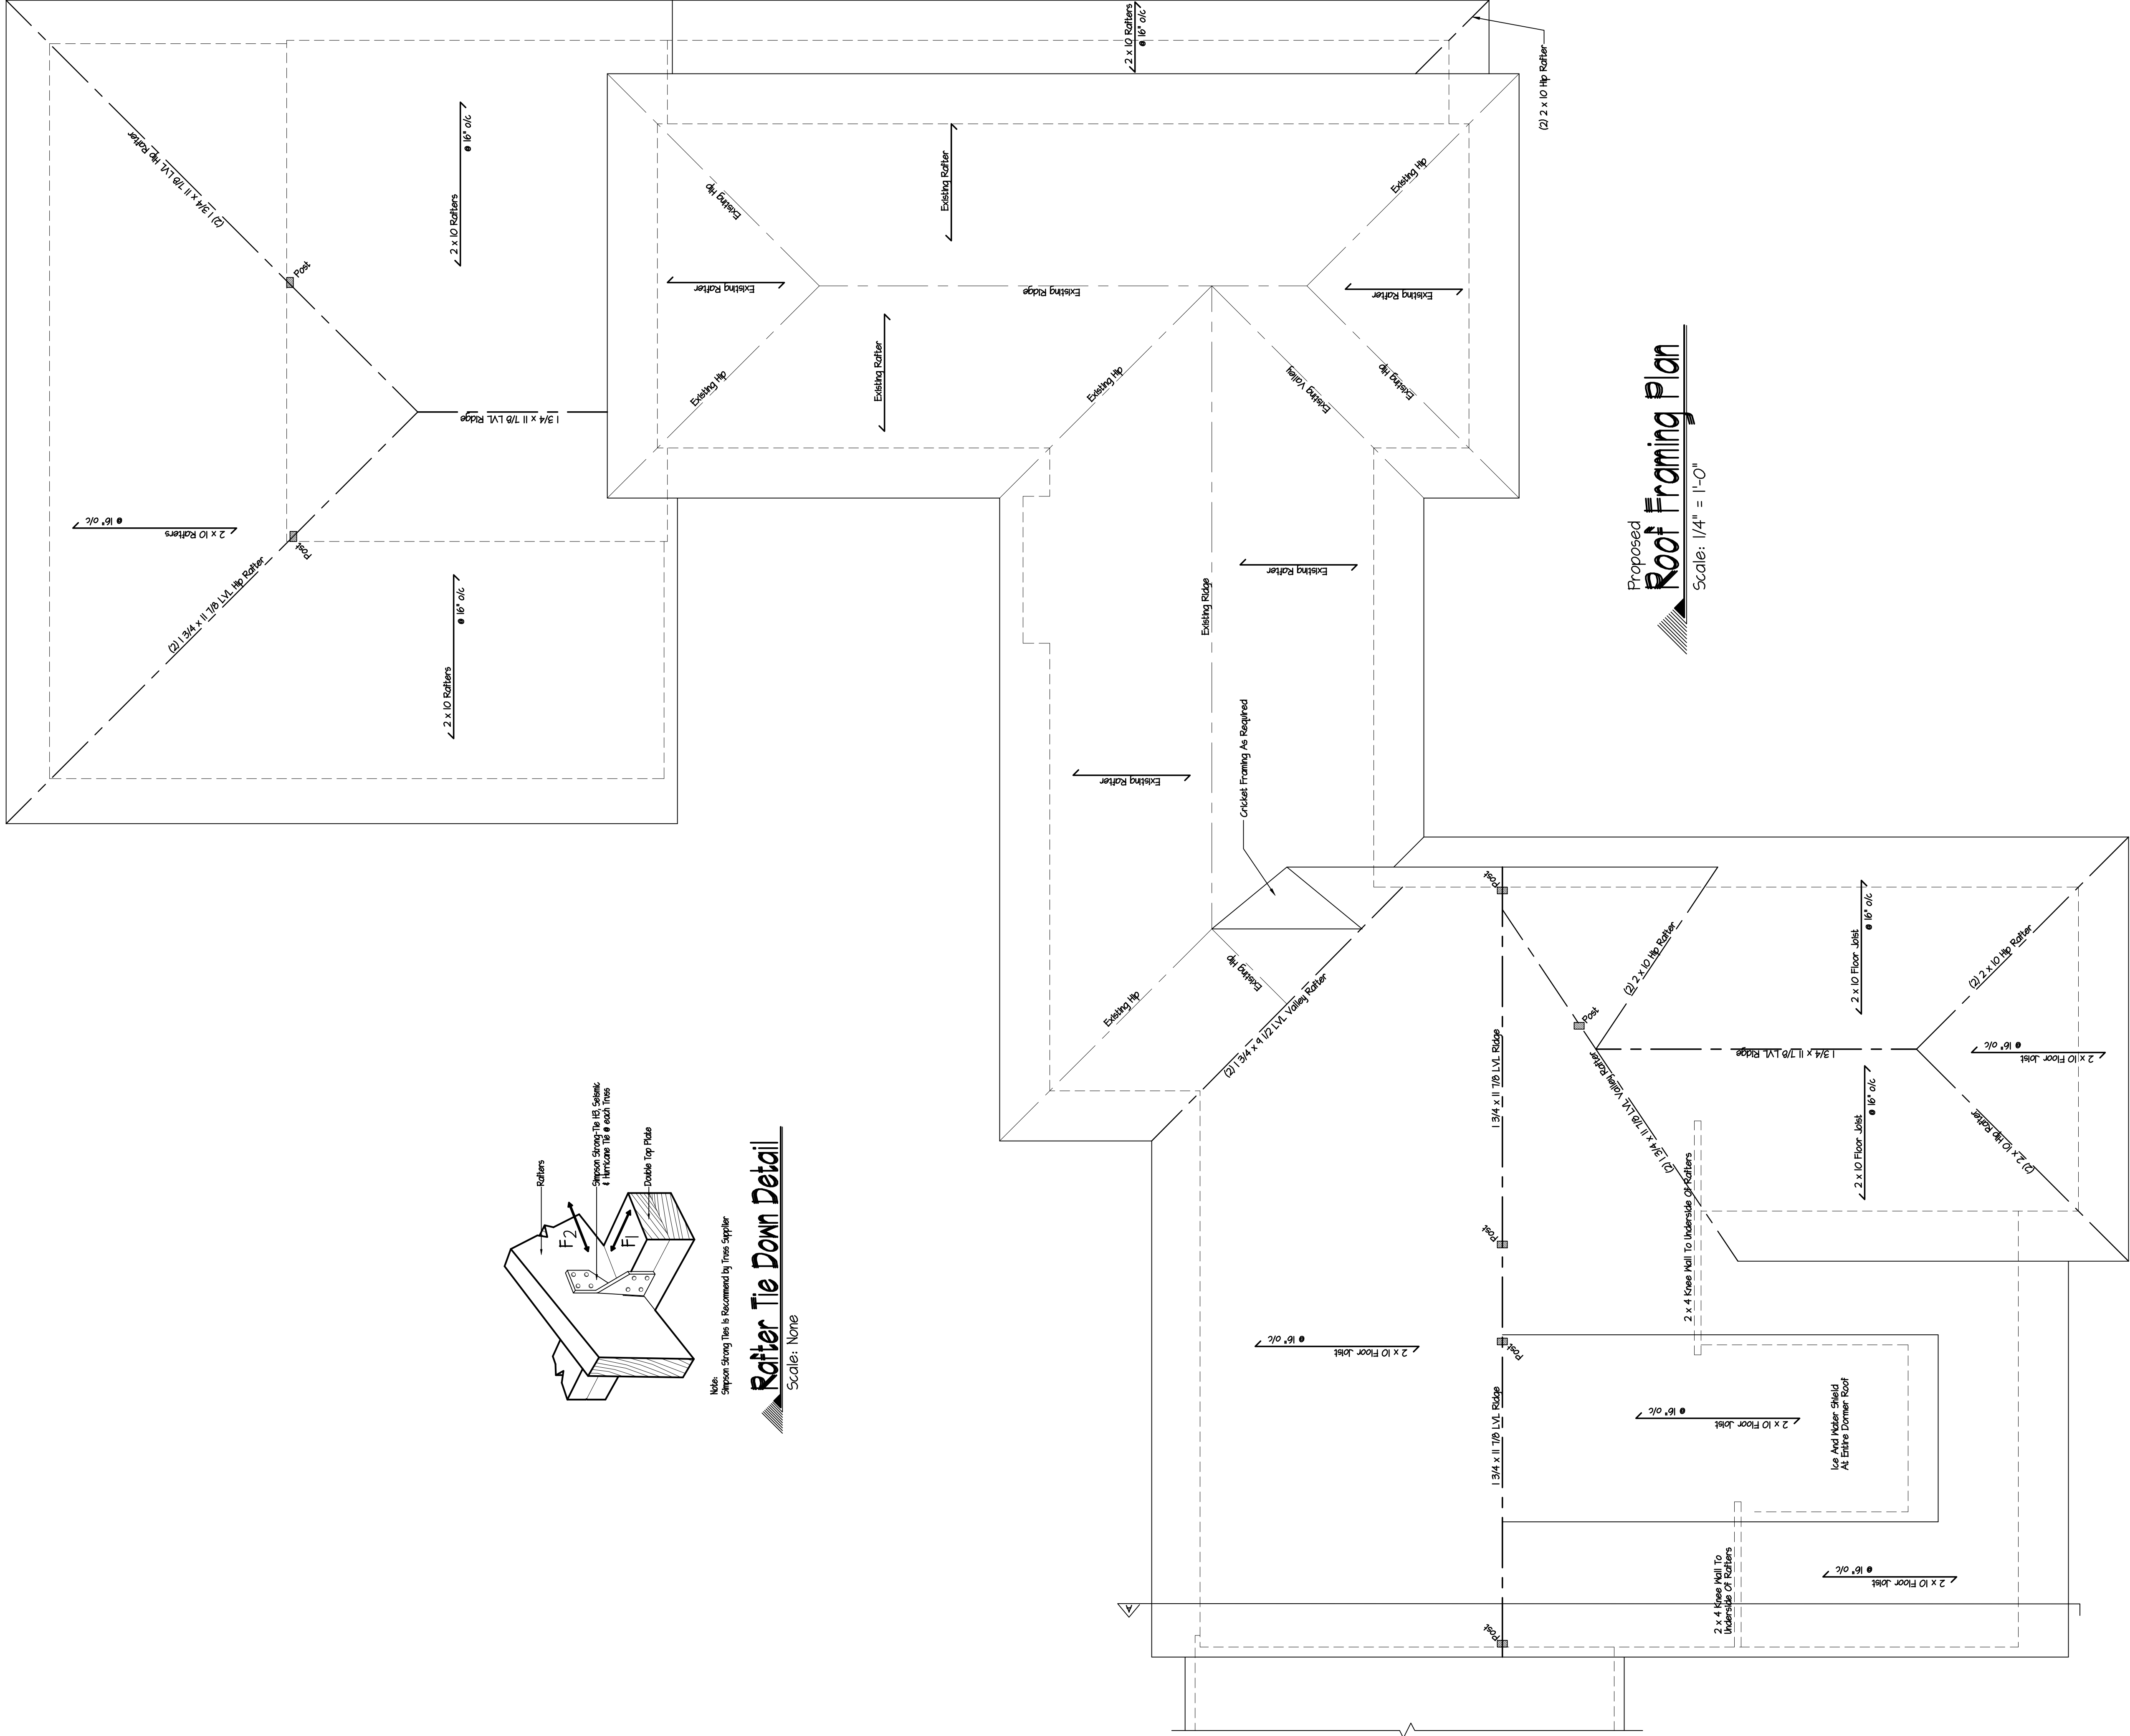 2 x 10 Rafters
@ 16" o/c
(2) 2 x 10 Hip Rafter
(2) 1 3/4 x 11 7/8 LVL Hip Rafter
2 x 10 Rafters
@ 16" o/c
Post
1 3/4 x 11 7/8 LVL Ridge
2 x 10 Rafters
@ 16" o/c
Post
(2) 1 3/4 x 11 7/8 LVL Hip Rafter
2 x 10 Rafters
@ 16" o/c
Existing Hip
Existing Rafter
Existing Hip
Existing Rafter
Existing Ridge
Existing Rafter
Existing Rafter
Existing Hip
Existing Hip
Existing Valley
Existing Hip
Existing Rafter
Existing Ridge
Existing Rafter
Cricket Framing As Required
Existing Hip
Existing Hip
(2) 1 3/4 x 9 1/2 LVL Valley Rafter
Proposed
Roof Framing Plan
Scale: 1/4" = 1'-0"
Post
1 3/4 x 11 7/8 LVL Ridge
Post
(2) 2 x 10 Hip Rafter
(2) 1 3/4 x 11 7/8 LVL Valley Rafter
1 3/4 x 11 7/8 LVL Ridge
2 x 10 Floor Joist
@ 16" o/c
(2) 2 x 10 Hip Rafter
2 x 10 Floor Joist
@ 16" o/c
2 x 10 Floor Joist
@ 16" o/c
(2) 2 x 10 Hip Rafter
2 x 4 Knee Wall To Underside Of Rafters
Post
Post
2 x 10 Floor Joist
@ 16" o/c
1 3/4 x 11 7/8 LVL Ridge
2 x 10 Floor Joist
@ 16" o/c
Ice And Water Shield
At Entire Dormer Roof
2 x 4 Knee Wall To
Underside Of Rafters
2 x 10 Floor Joist
@ 16" o/c
A
Post
Rafters
Simpson Strong-Tie H3, Seismic
& Hurricane Tie @ each Truss
Double Top Plate
F2
F1
Note:
Simpson Strong Ties Is Recommend by Truss Supplier
Rafter Tie Down Detail
Scale: None